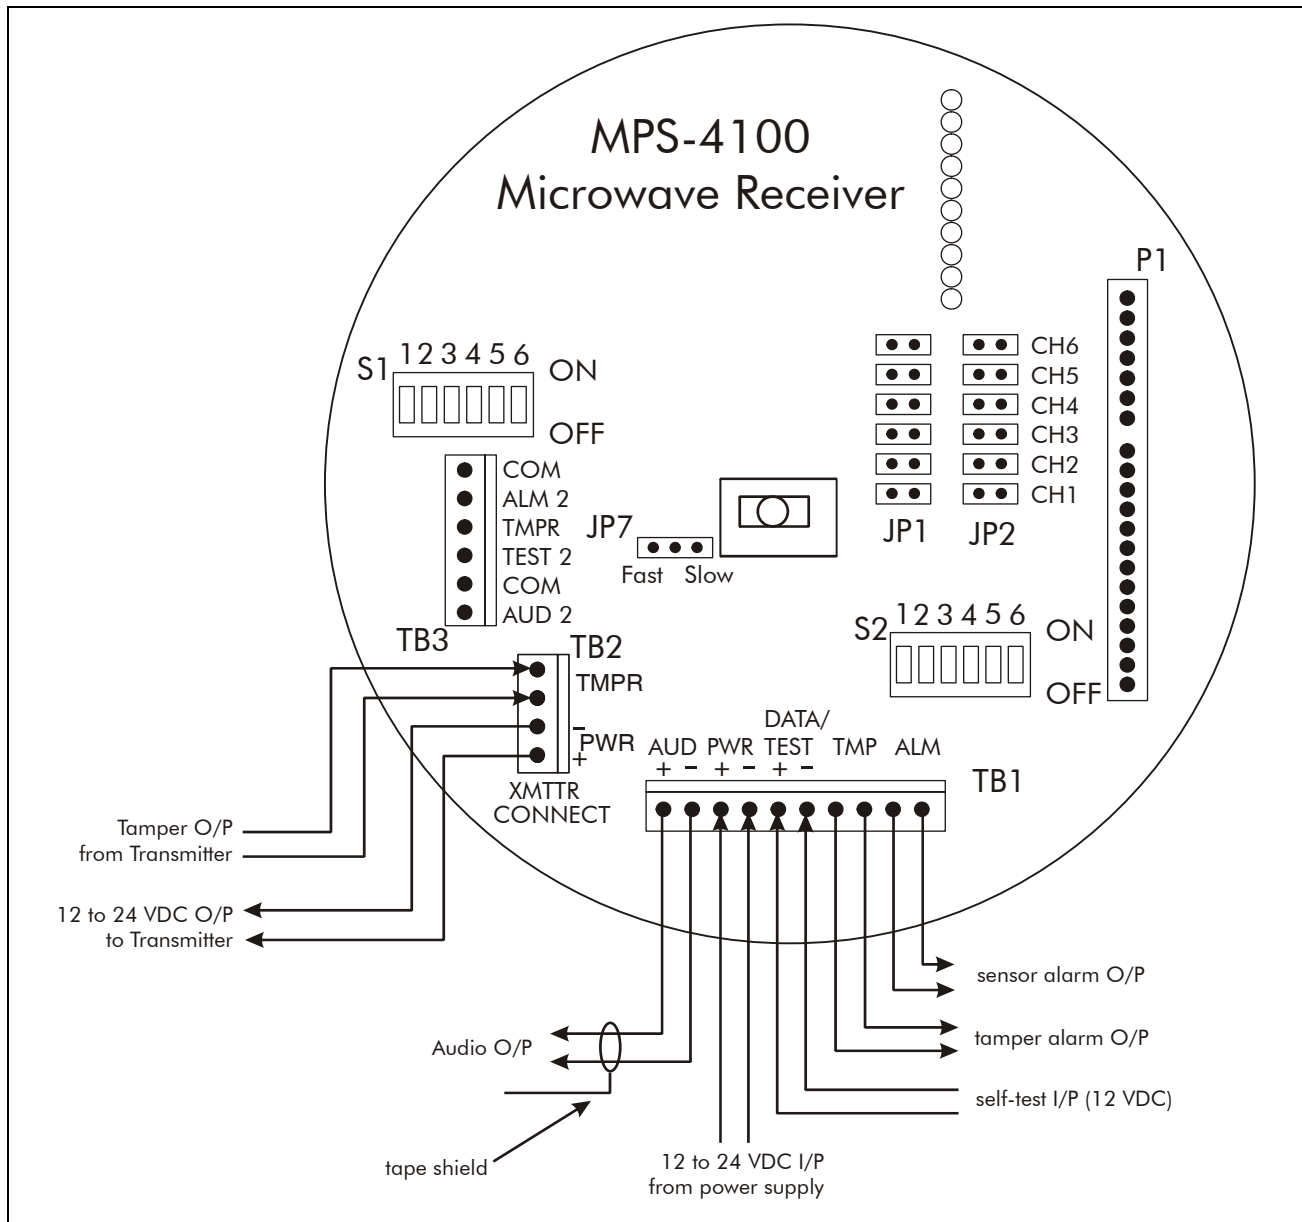 MPS-4100
Microwave Receiver
P1
CH6
CH5
CH4
CH3
CH2
CH1
JP1 JP2
S1 1 2 3 4 5 6 ON
OFF
COM
ALM 2
TMPR
TEST 2
COM
AUD 2
TB3
JP7
Fast Slow
S2 1 2 3 4 5 6 ON
OFF
TB2
TMPR
−
PWR
+
XMTTR
CONNECT
DATA/
AUD PWR TEST TMP ALM
+ − + − + −
TB1
Tamper O/P
from Transmitter
12 to 24 VDC O/P
to Transmitter
Audio O/P
tape shield
12 to 24 VDC I/P
from power supply
sensor alarm O/P
tamper alarm O/P
self-test I/P (12 VDC)